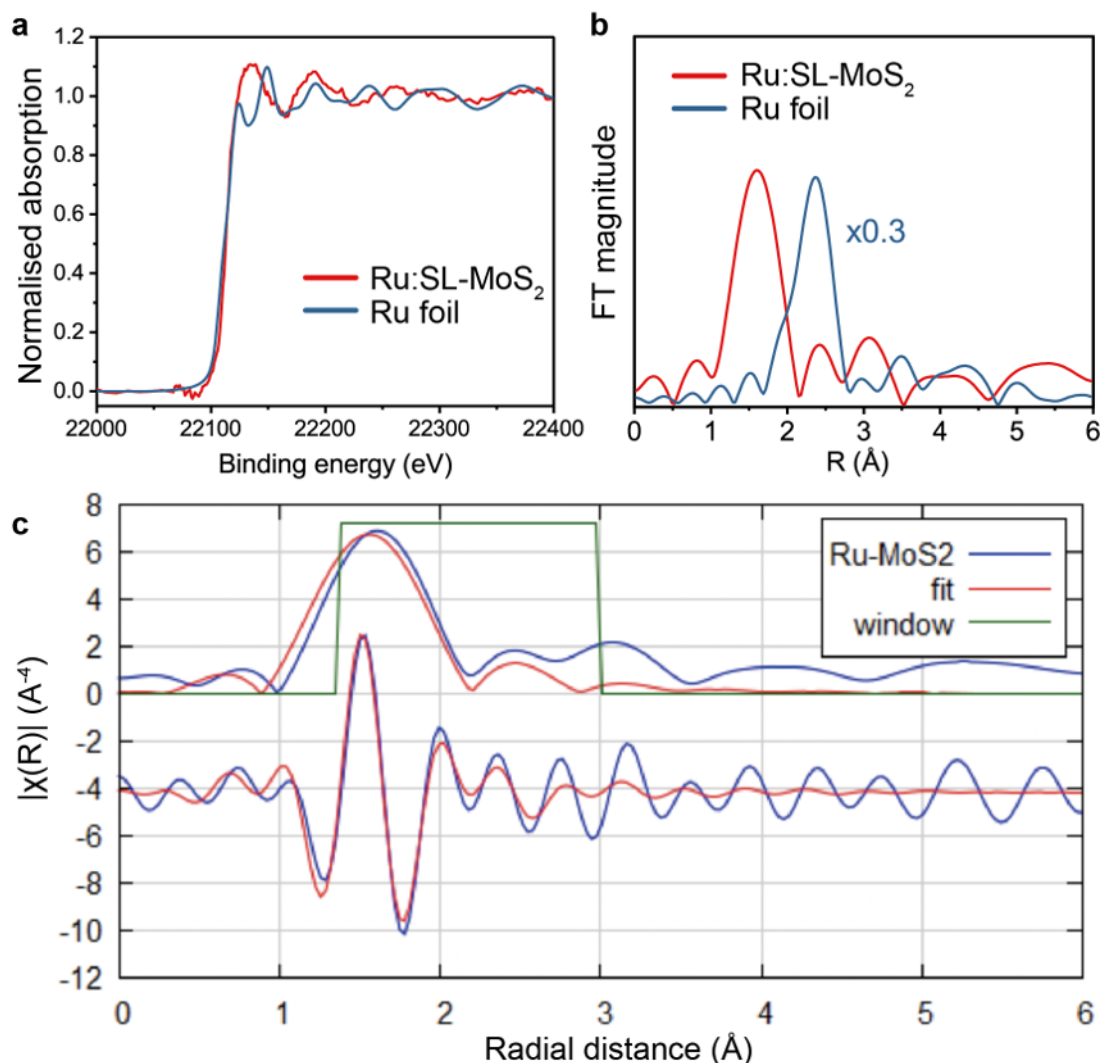 a
1.2
1.0
0.8
0.6
0.4
0.2
0.0
Normalised absorption
Ru:SL-MoS2
Ru foil
22000 22100 22200 22300 22400
Binding energy (eV)
b
Ru:SL-MoS2
Ru foil
x0.3
FT magnitude
0 1 2 3 4 5 6
R (Å)
c
8
6
4
2
0
-2
-4
-6
-8
-10
-12
|χ(R)| (A⁻⁴)
Ru-MoS2
fit
window
0 1 2 3 4 5 6
Radial distance (Å)